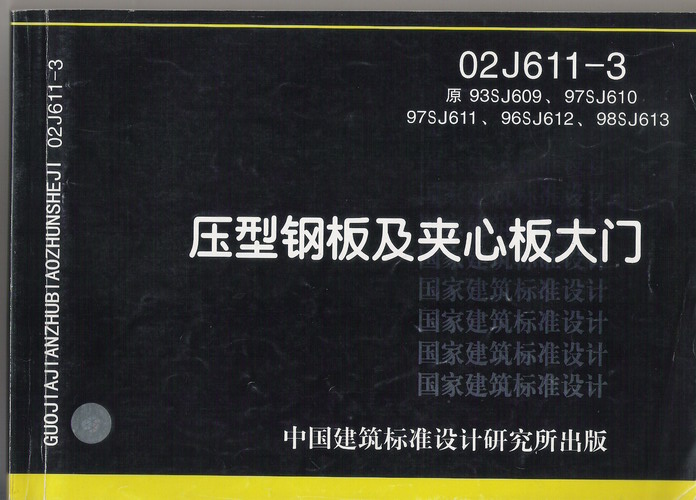 02J611-3
原 93SJ609、97SJ610
97SJ611、96SJ612、98SJ613
压型钢板及夹心板大门
国家建筑标准设计
国家建筑标准设计
国家建筑标准设计
国家建筑标准设计
中国建筑标准设计研究所出版
GUOJIAJIANZHUBIAOZHUNSHEJI 02J611-3